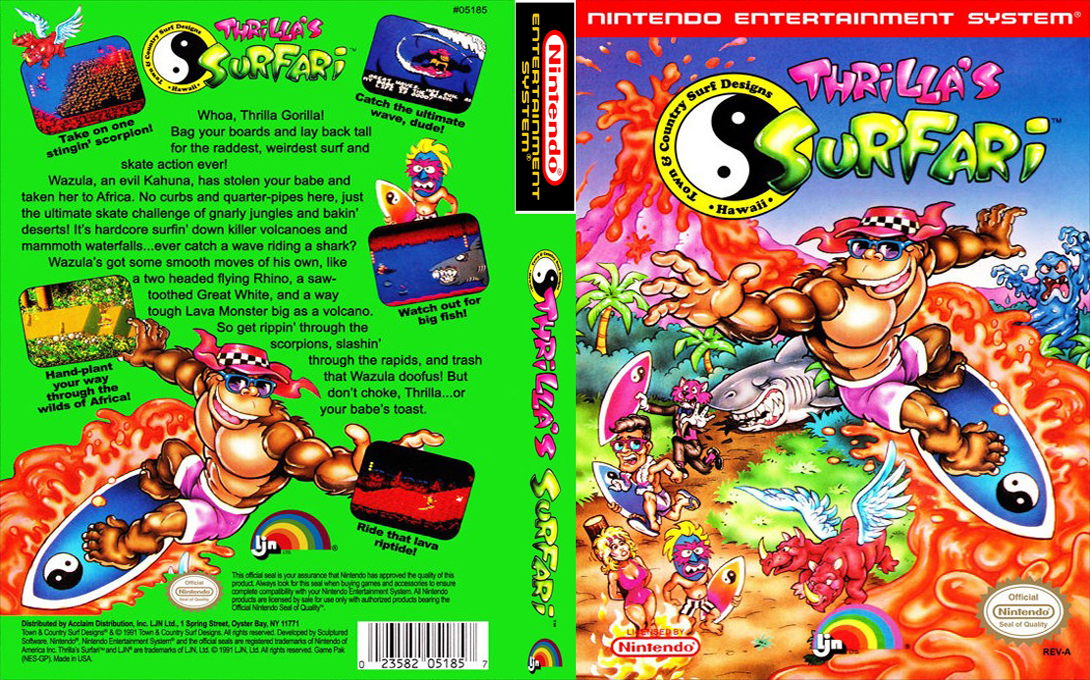 #05185
Town & Country Surf Designs
•Hawaii•
THRiLLA'S
SURFARi™
Take on one
stingin' scorpion!
Catch the ultimate
wave, dude!
Whoa, Thrilla Gorilla!
Bag your boards and lay back tall
for the raddest, weirdest surf and
skate action ever!
Wazula, an evil Kahuna, has stolen your babe and
taken her to Africa. No curbs and quarter-pipes here, just
the ultimate skate challenge of gnarly jungles and bakin'
deserts! It's hardcore surfin' down killer volcanoes and
mammoth waterfalls...ever catch a wave riding a shark?
Wazula's got some smooth moves of his own, like
a two headed flying Rhino, a saw-
toothed Great White, and a way
tough Lava Monster big as a volcano.
So get rippin' through the
scorpions, slashin'
through the rapids, and trash
that Wazula doofus! But
don't choke, Thrilla...or
your babe's toast.
Watch out for
big fish!
Hand-plant
your way
through the
wilds of Africa!
Ride that lava
riptide!
LJN LTD.®
Official
Nintendo
Seal of Quality
This official seal is your assurance that Nintendo has approved the quality of this
product. Always look for this seal when buying games and accessories to ensure
complete compatibility with your Nintendo Entertainment System. All Nintendo
products are licensed by sale for use only with authorized products bearing the
Official Nintendo Seal of Quality™.
Distributed by Acclaim Distribution, Inc. LJN Ltd., 1 Spring Street, Oyster Bay, NY 11771
Town & Country Surf Designs® & © 1991 Town & Country Surf Designs. All rights reserved. Developed by Sculptured
Software. Nintendo®, Nintendo Entertainment System® and the official seals are registered trademarks of Nintendo of
America Inc. Thrilla's Surfari™ and LJN® are trademarks of LJN, Ltd. © 1991 LJN, Ltd. All rights reserved. Game Pak
(NES-GP). Made in USA.
0 23582 05185 7
Nintendo®
ENTERTAINMENT
SYSTEM®
THRiLLA'S SURFARi™
LJN
NINTENDO ENTERTAINMENT SYSTEM®
THRiLLA'S
Town & Country Surf Designs
•Hawaii•
SURFARi™
LICENSED BY
Nintendo
LJN LTD.
Official
Nintendo
Seal of Quality
REV-A